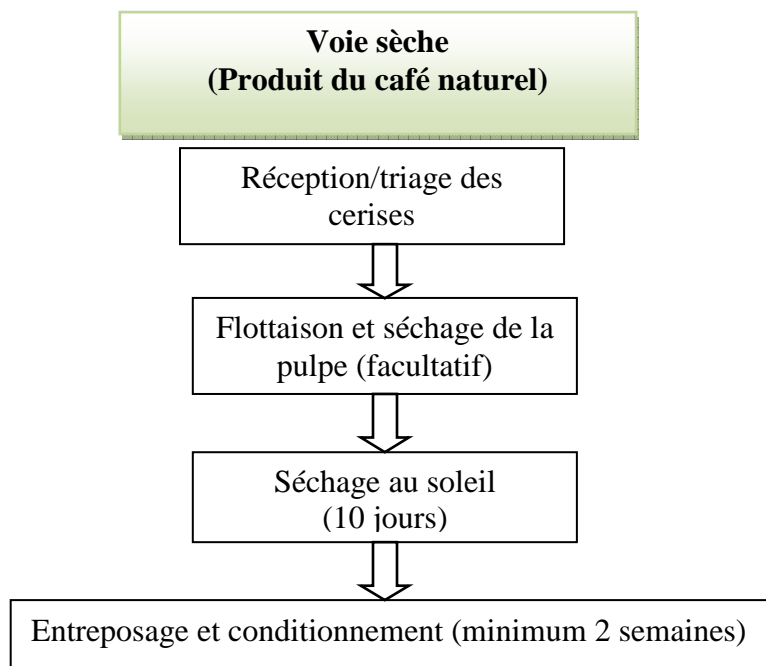 Voie sèche
(Produit du café naturel)
Réception/triage des
cerises
Flottaison et séchage de la
pulpe (facultatif)
Séchage au soleil
(10 jours)
Entreposage et conditionnement (minimum 2 semaines)